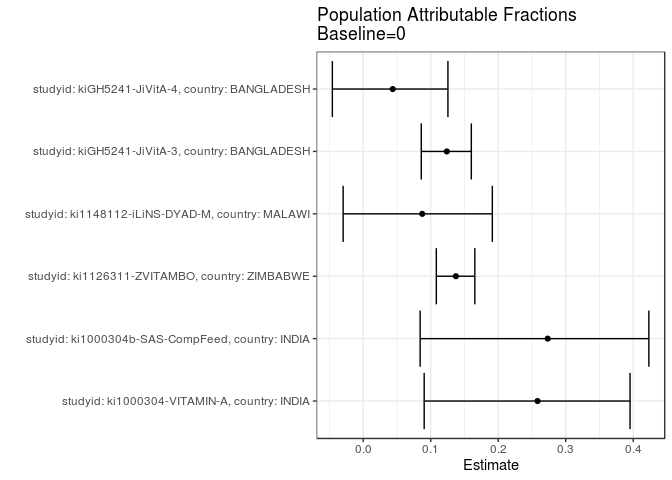 Population Attributable Fractions
Baseline=0
studyid: kiGH5241-JiVitA-4, country: BANGLADESH
studyid: kiGH5241-JiVitA-3, country: BANGLADESH
studyid: ki1148112-iLiNS-DYAD-M, country: MALAWI
studyid: ki1126311-ZVITAMBO, country: ZIMBABWE
studyid: ki1000304b-SAS-CompFeed, country: INDIA
studyid: ki1000304-VITAMIN-A, country: INDIA
0.0 0.1 0.2 0.3 0.4
Estimate